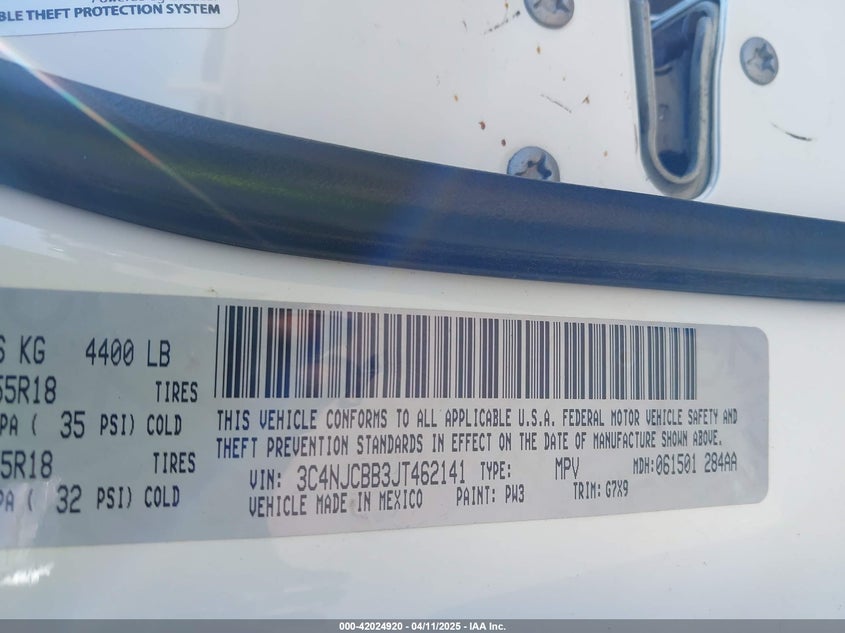 BLE THEFT PROTECTION SYSTEM
KG 4400 LB
55R18 TIRES
PA ( 35 PSI) COLD
5R18 TIRES
PA ( 32 PSI) COLD
THIS VEHICLE CONFORMS TO ALL APPLICABLE U.S.A. FEDERAL MOTOR VEHICLE SAFETY AND
THEFT PREVENTION STANDARDS IN EFFECT ON THE DATE OF MANUFACTURE SHOWN ABOVE.
VIN: 3C4NJCBB3JT462141 TYPE: MPV MDH: 061501 284AA
VEHICLE MADE IN MEXICO PAINT: PW3 TRIM: G7X9
000-42024920 - 04/11/2025 - IAA Inc.